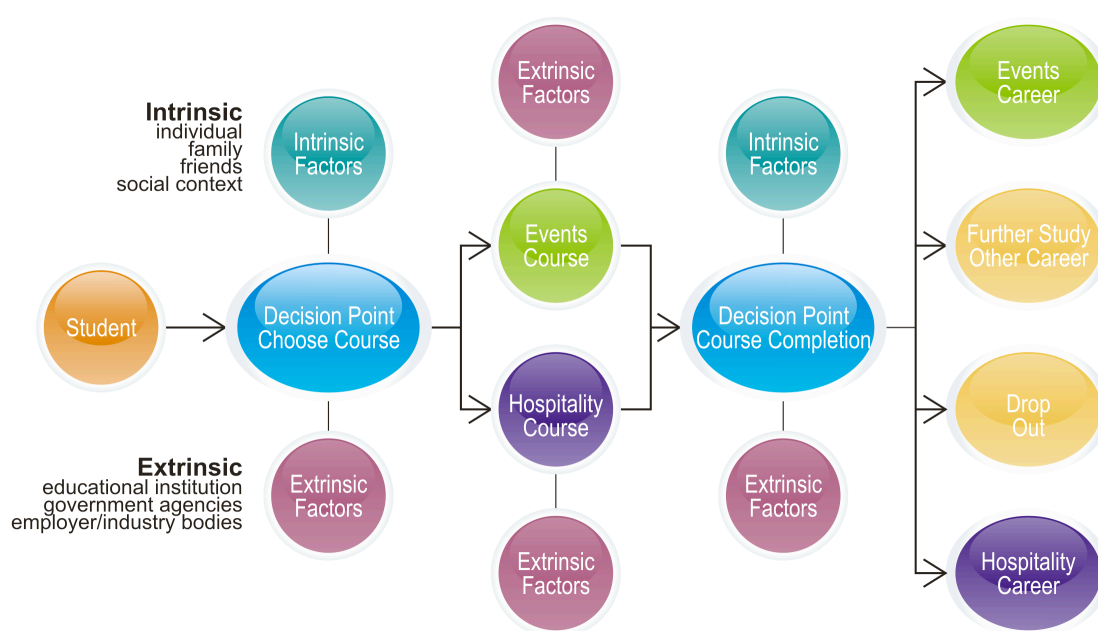 Intrinsic
individual
family
friends
social context
Intrinsic
Factors
Student
Decision Point
Choose Course
Extrinsic
educational institution
government agencies
employer/industry bodies
Extrinsic
Factors
Extrinsic
Factors
Events
Course
Hospitality
Course
Extrinsic
Factors
Intrinsic
Factors
Decision Point
Course Completion
Extrinsic
Factors
Events
Career
Further Study
Other Career
Drop
Out
Hospitality
Career